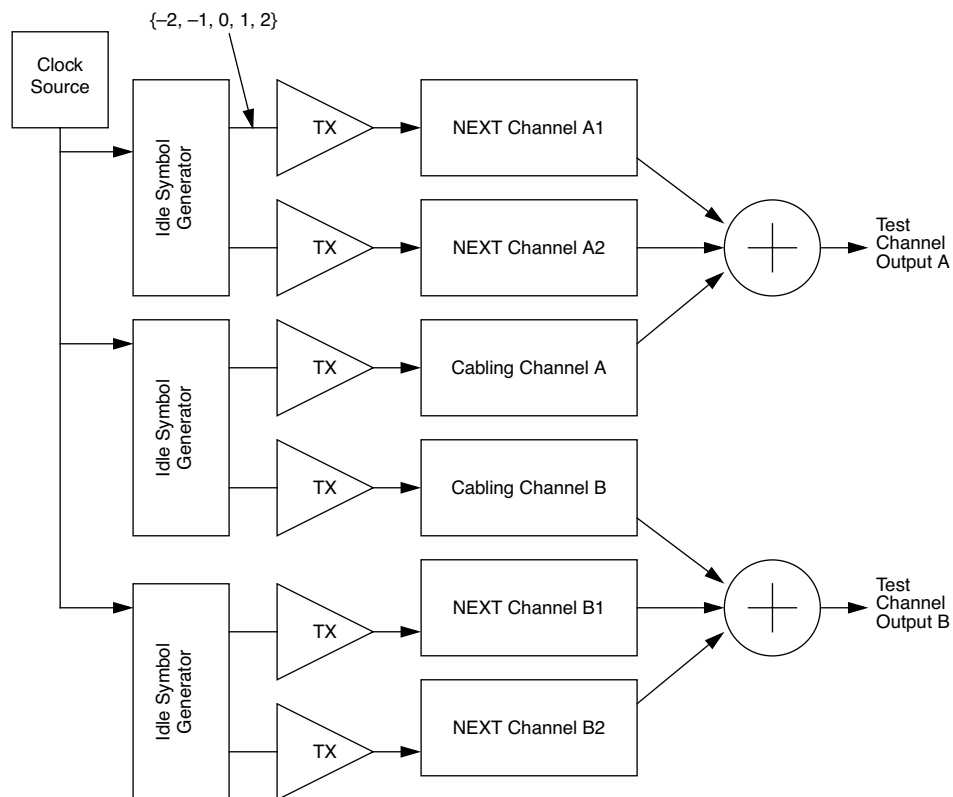 {–2, –1, 0, 1, 2}
Clock
Source
Idle Symbol
Generator
TX
NEXT Channel A1
TX
NEXT Channel A2
Test
Channel
Output A
Idle Symbol
Generator
TX
Cabling Channel A
TX
Cabling Channel B
Idle Symbol
Generator
TX
NEXT Channel B1
TX
NEXT Channel B2
Test
Channel
Output B